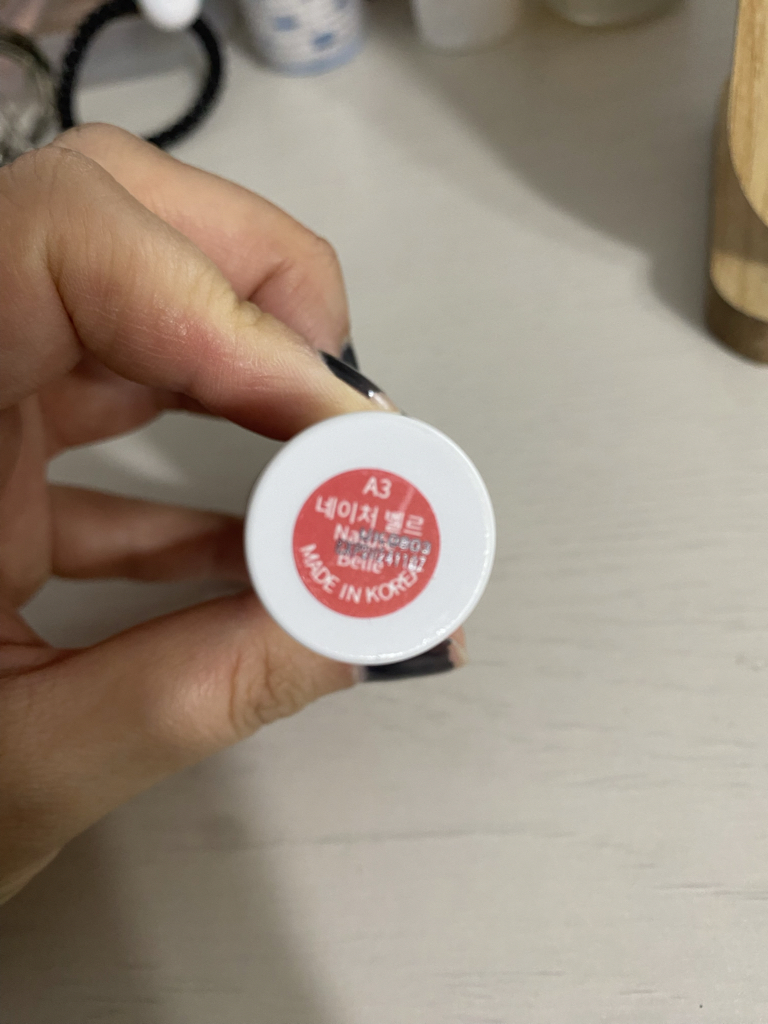 A3
네이처 벨르
Nature
Belle
MADE IN KOREA